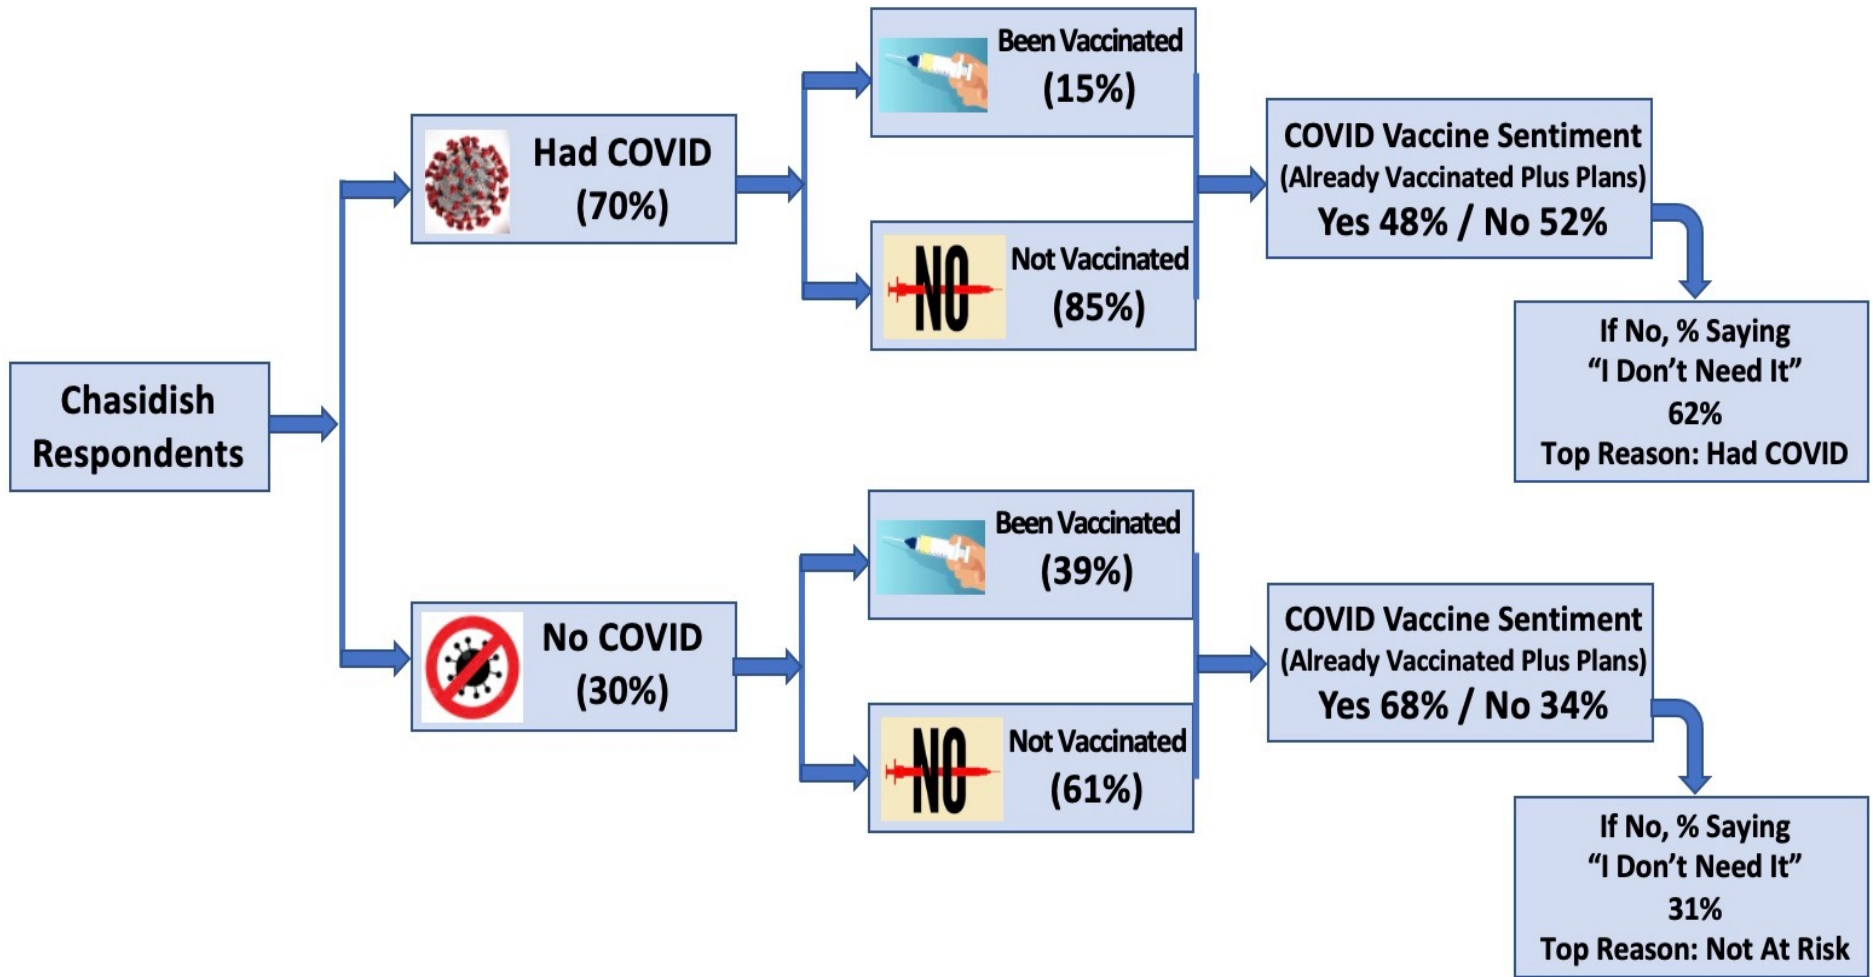 Chasidish
Respondents
Had COVID
(70%)
Been Vaccinated
(15%)
NO
Not Vaccinated
(85%)
COVID Vaccine Sentiment
(Already Vaccinated Plus Plans)
Yes 48% / No 52%
If No, % Saying
“I Don’t Need It”
62%
Top Reason: Had COVID
No COVID
(30%)
Been Vaccinated
(39%)
NO
Not Vaccinated
(61%)
COVID Vaccine Sentiment
(Already Vaccinated Plus Plans)
Yes 68% / No 34%
If No, % Saying
“I Don’t Need It”
31%
Top Reason: Not At Risk